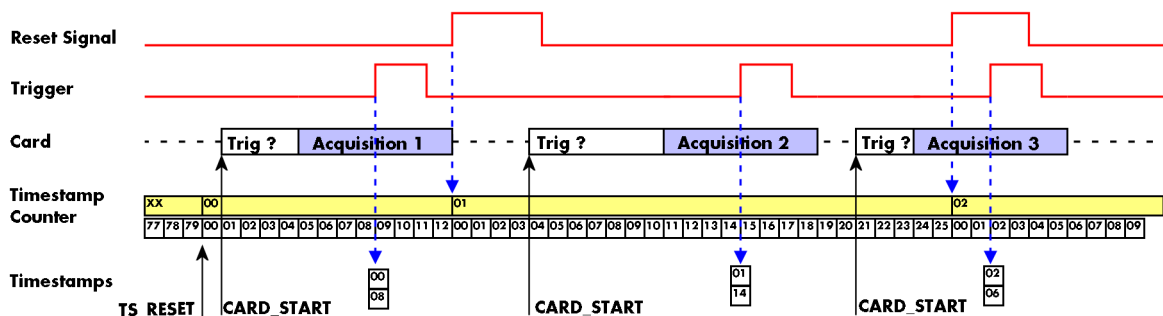 Reset Signal
Trigger
Card
Trig ? Acquisition 1 Trig ? Acquisition 2 Trig ? Acquisition 3
Timestamp
Counter
XX 00 01 02
77 78 79 00 01 02 03 04 05 06 07 08 09 10 11 12 00 01 02 03 04 05 06 07 08 09 10 11 12 13 14 15 16 17 18 19 20 21 22 23 24 25 00 01 02 03 04 05 06 07 08 09
Timestamps
00 01 02
08 14 06
TS_RESET CARD_START CARD_START CARD_START